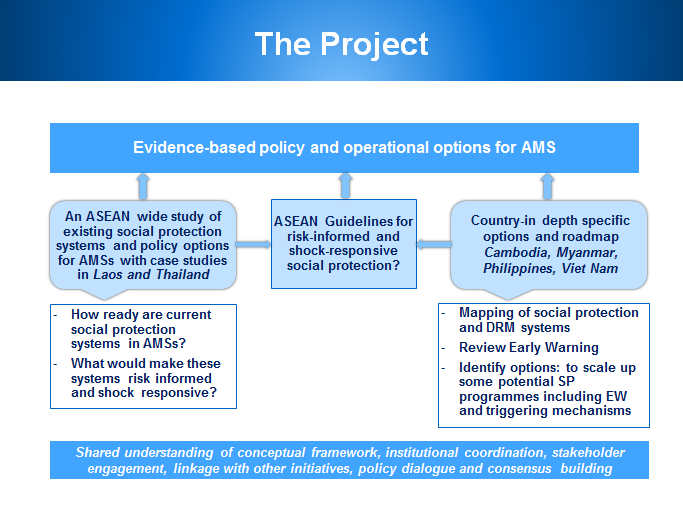 The Project
Evidence-based policy and operational options for AMS
An ASEAN wide study of
existing social protection
systems and policy options
for AMSs with case studies
in Laos and Thailand
ASEAN Guidelines for
risk-informed and
shock-responsive
social protection?
Country-in depth specific
options and roadmap
Cambodia, Myanmar,
Philippines, Viet Nam
- How ready are current
social protection
systems in AMSs?
- What would make these
systems risk informed
and shock responsive?
- Mapping of social protection
and DRM systems
- Review Early Warning
- Identify options: to scale up
some potential SP
programmes including EW
and triggering mechanisms
Shared understanding of conceptual framework, institutional coordination, stakeholder
engagement, linkage with other initiatives, policy dialogue and consensus building